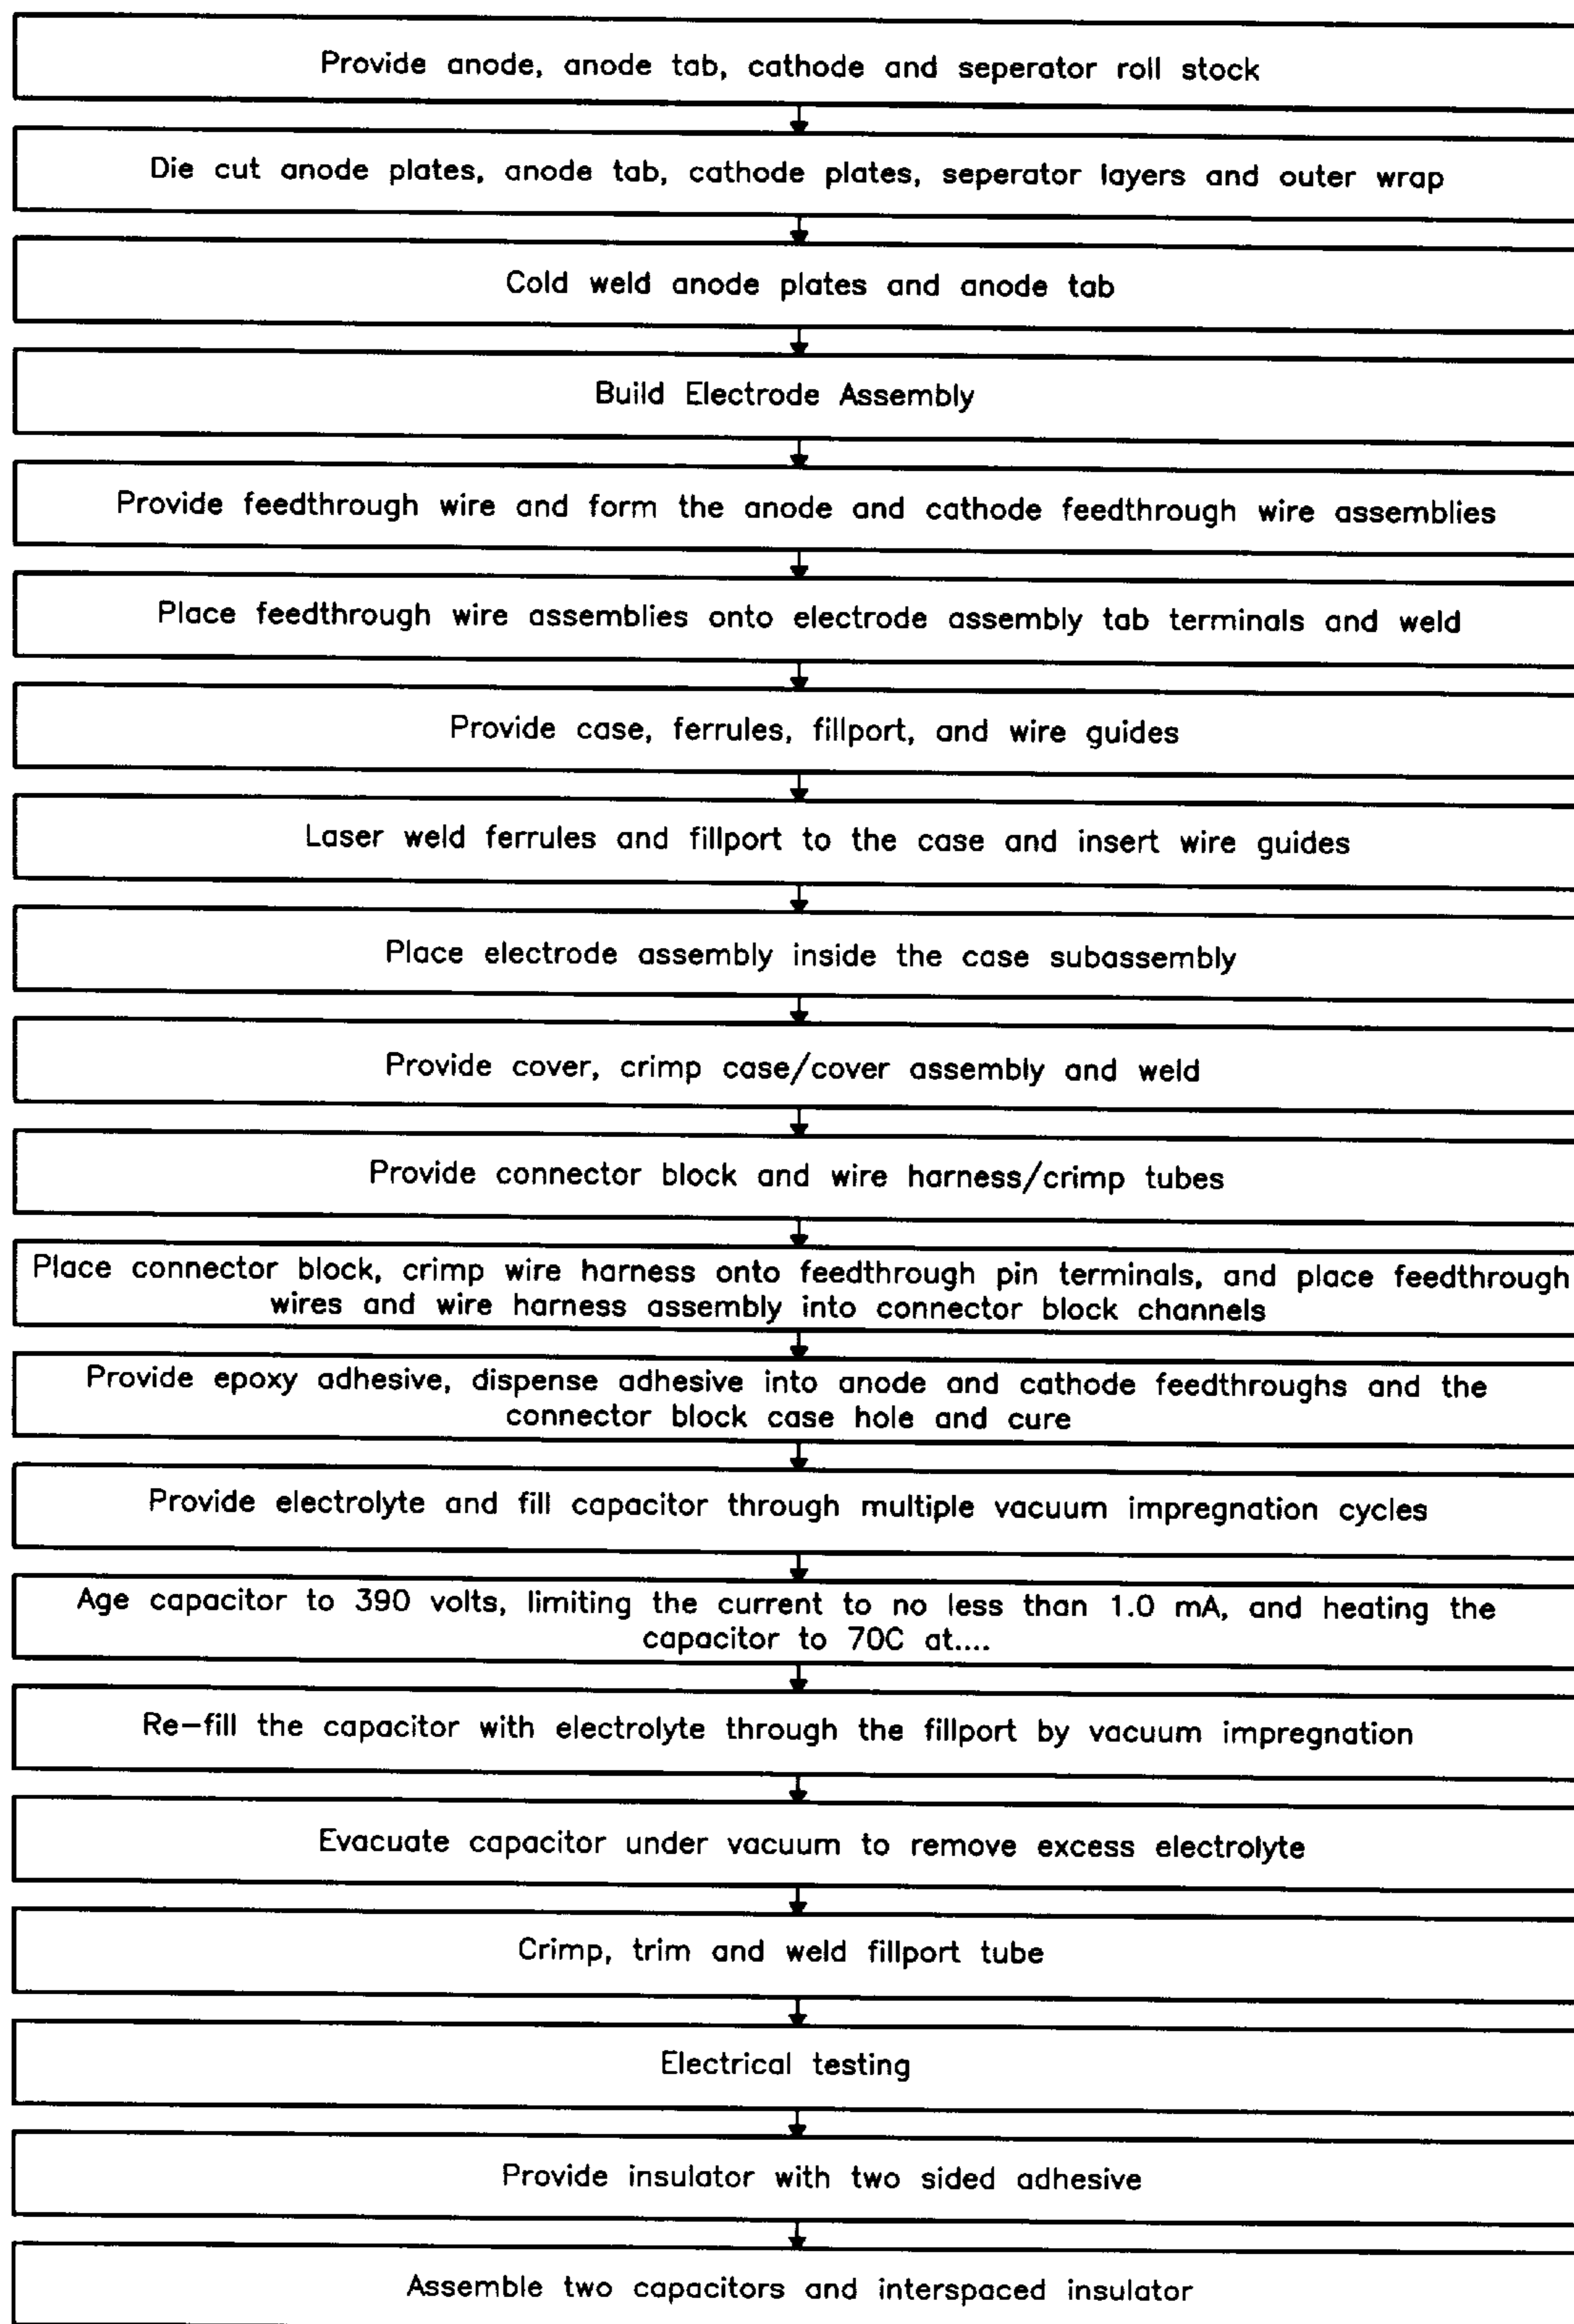 Provide anode, anode tab, cathode and seperator roll stock
Die cut anode plates, anode tab, cathode plates, seperator layers and outer wrap
Cold weld anode plates and anode tab
Build Electrode Assembly
Provide feedthrough wire and form the anode and cathode feedthrough wire assemblies
Place feedthrough wire assemblies onto electrode assembly tab terminals and weld
Provide case, ferrules, fillport, and wire guides
Laser weld ferrules and fillport to the case and insert wire guides
Place electrode assembly inside the case subassembly
Provide cover, crimp case/cover assembly and weld
Provide connector block and wire harness/crimp tubes
Place connector block, crimp wire harness onto feedthrough pin terminals, and place feedthrough
wires and wire harness assembly into connector block channels
Provide epoxy adhesive, dispense adhesive into anode and cathode feedthroughs and the
connector block case hole and cure
Provide electrolyte and fill capacitor through multiple vacuum impregnation cycles
Age capacitor to 390 volts, limiting the current to no less than 1.0 mA, and heating the
capacitor to 70C at....
Re-fill the capacitor with electrolyte through the fillport by vacuum impregnation
Evacuate capacitor under vacuum to remove excess electrolyte
Crimp, trim and weld fillport tube
Electrical testing
Provide insulator with two sided adhesive
Assemble two capacitors and interspaced insulator